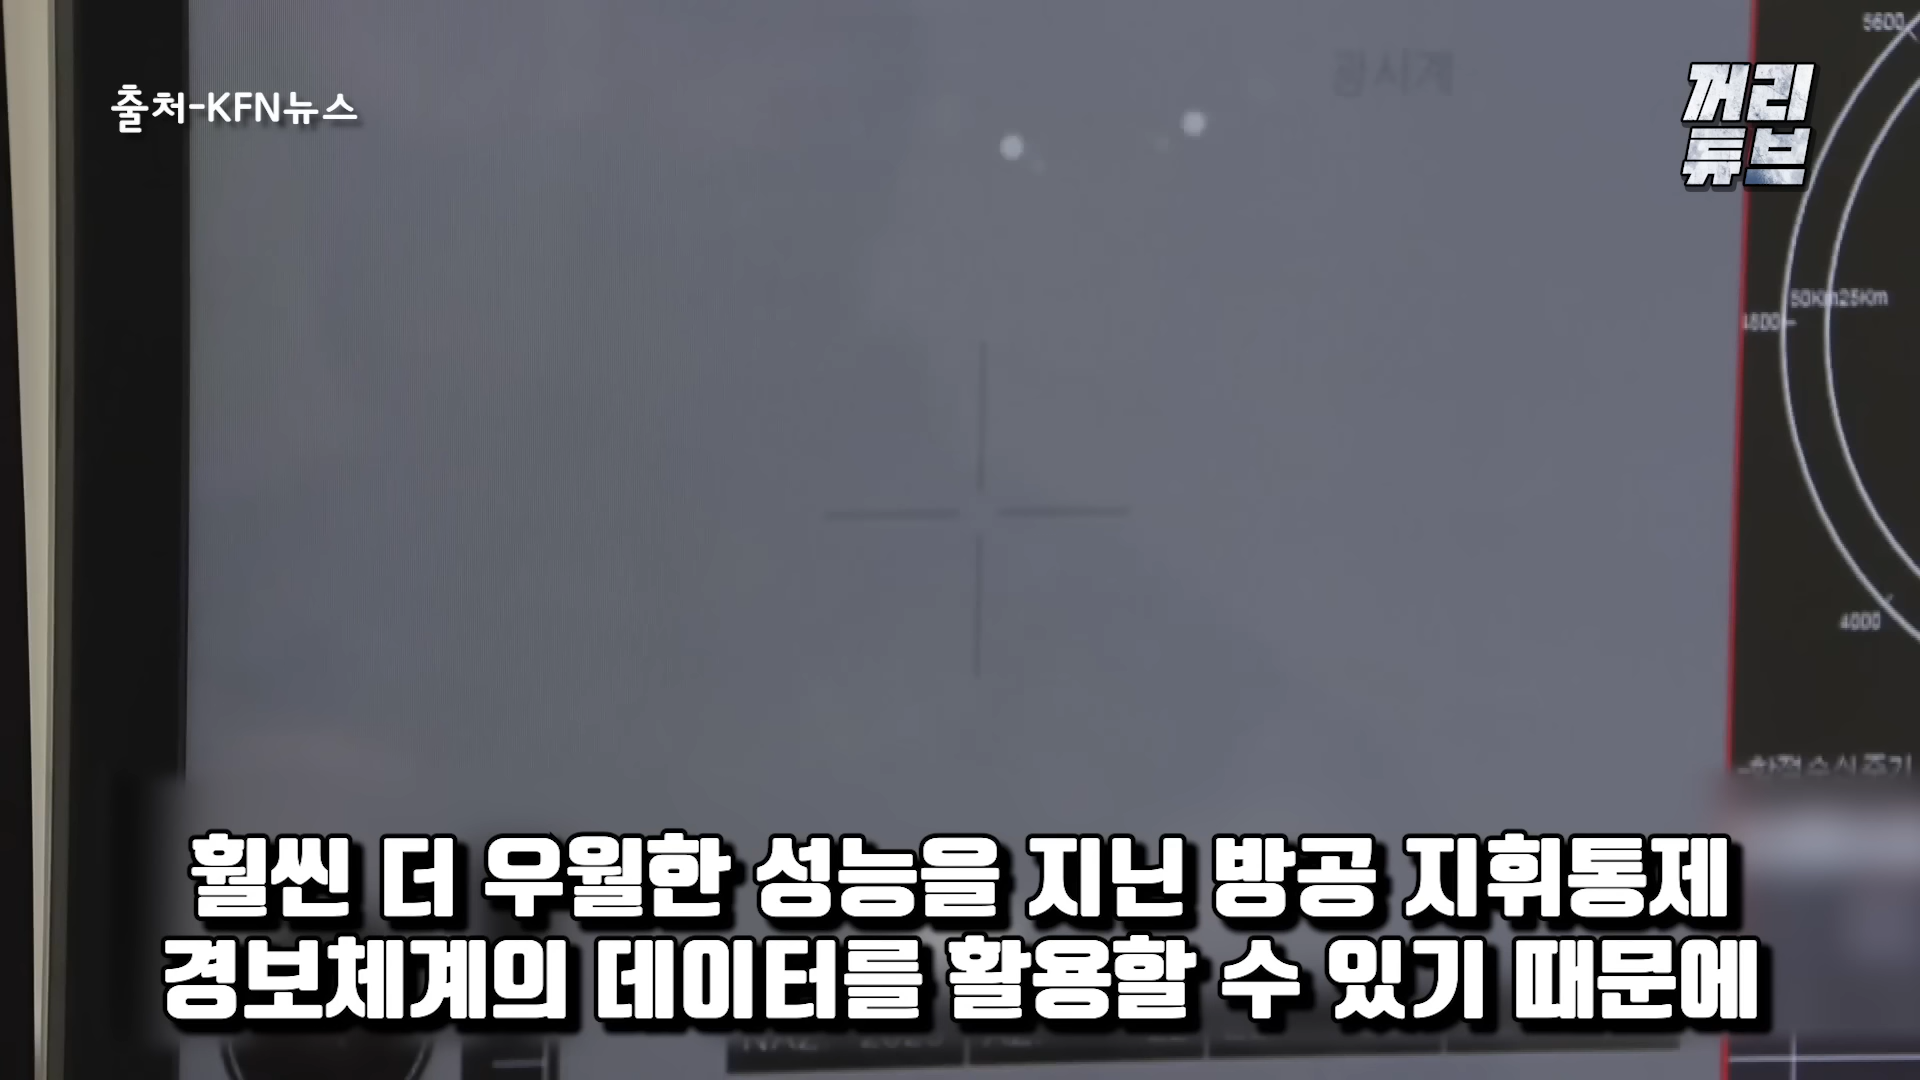 출처-KFN뉴스
꺼리
튜브
5600
50Km25Km
4800
4000
훨씬 더 우월한 성능을 지닌 방공 지휘통제
경보체계의 데이터를 활용할 수 있기 때문에